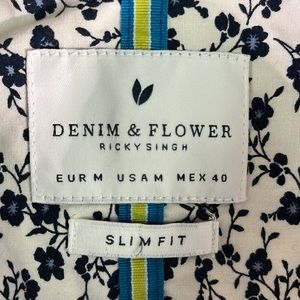 DENIM & FLOWER
RICKY SINGH
EUR M USA M MEX 40
SLIM FIT